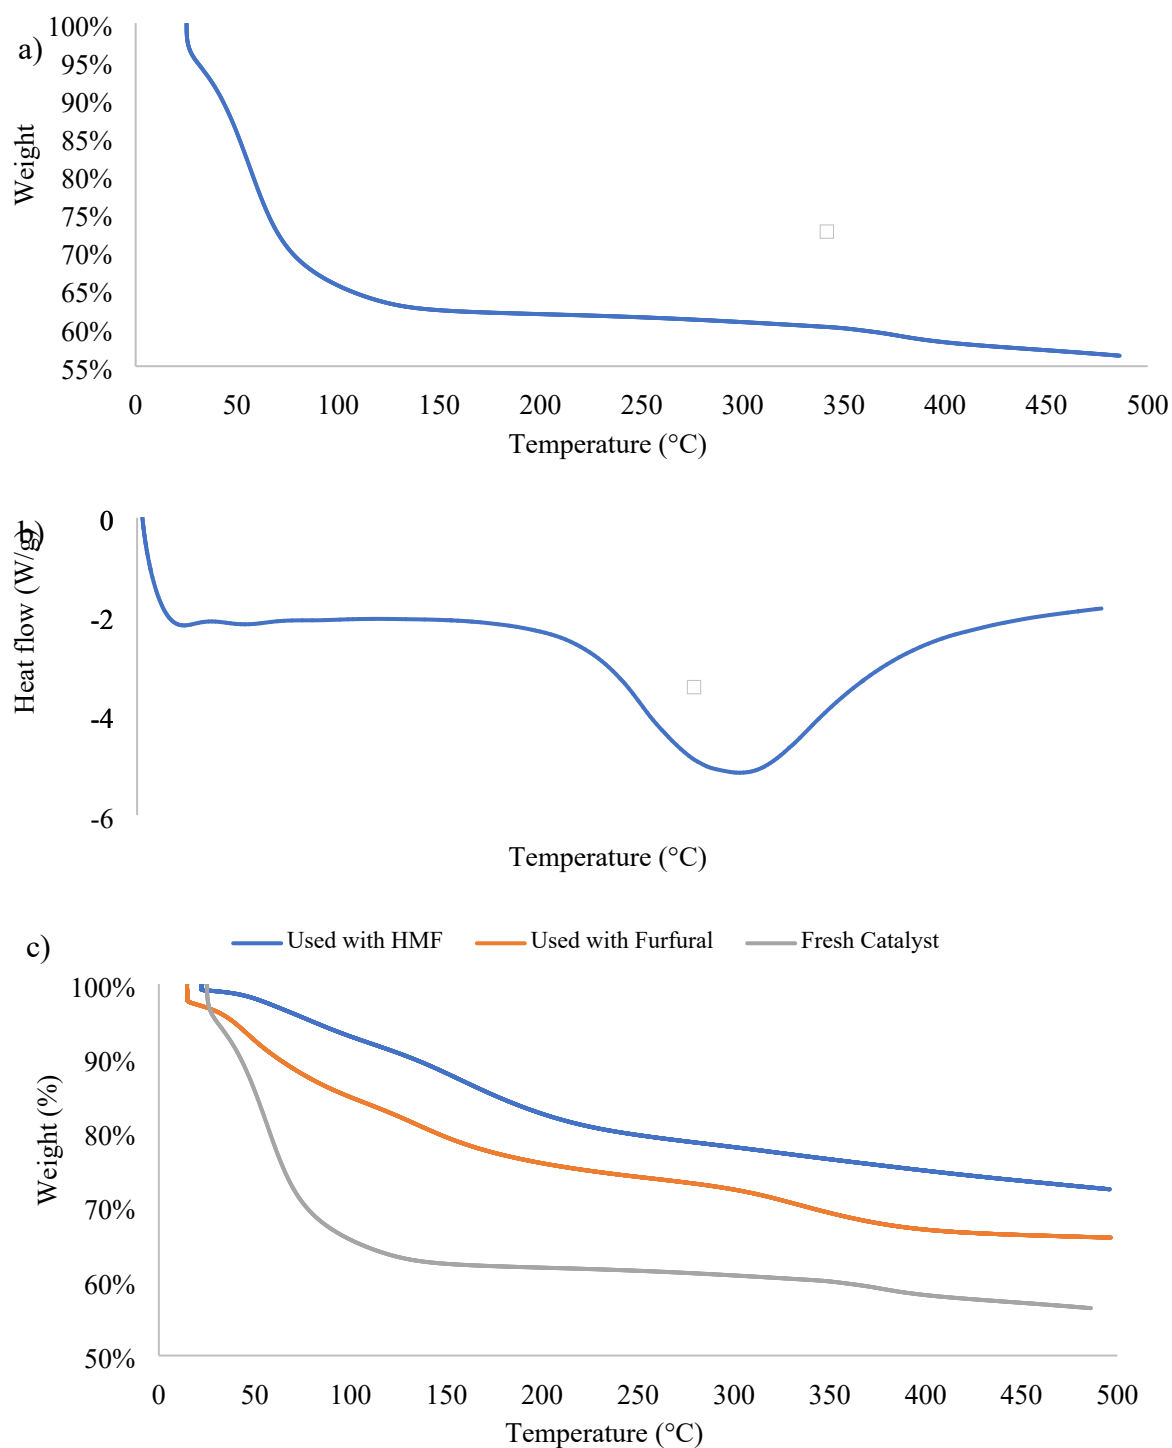 a)
Weight
100%
95%
90%
85%
80%
75%
70%
65%
60%
55%
0 50 100 150 200 250 300 350 400 450 500
Temperature (°C)
b)
Heat flow (W/g)
0
-2
-4
-6
Temperature (°C)
c)
Used with HMF Used with Furfural Fresh Catalyst
Weight (%)
100%
90%
80%
70%
60%
50%
0 50 100 150 200 250 300 350 400 450 500
Temperature (°C)